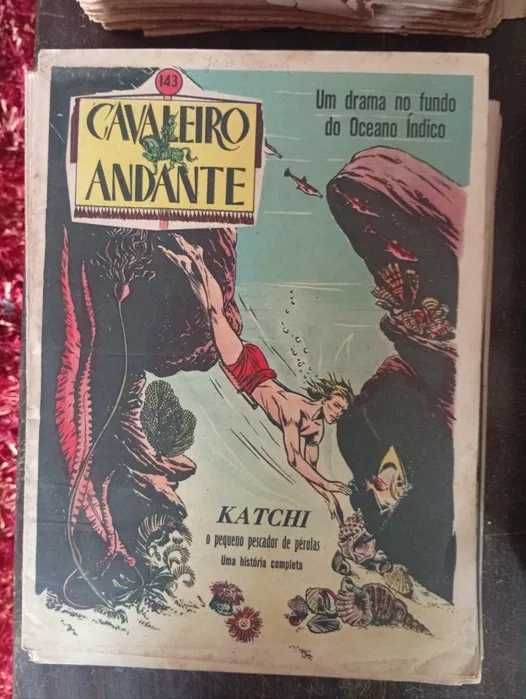 143
CAVALEIRO
ANDANTE
Um drama no fundo
do Oceano Índico
KATCHI
o pequeno pescador de pérolas
Uma história completa